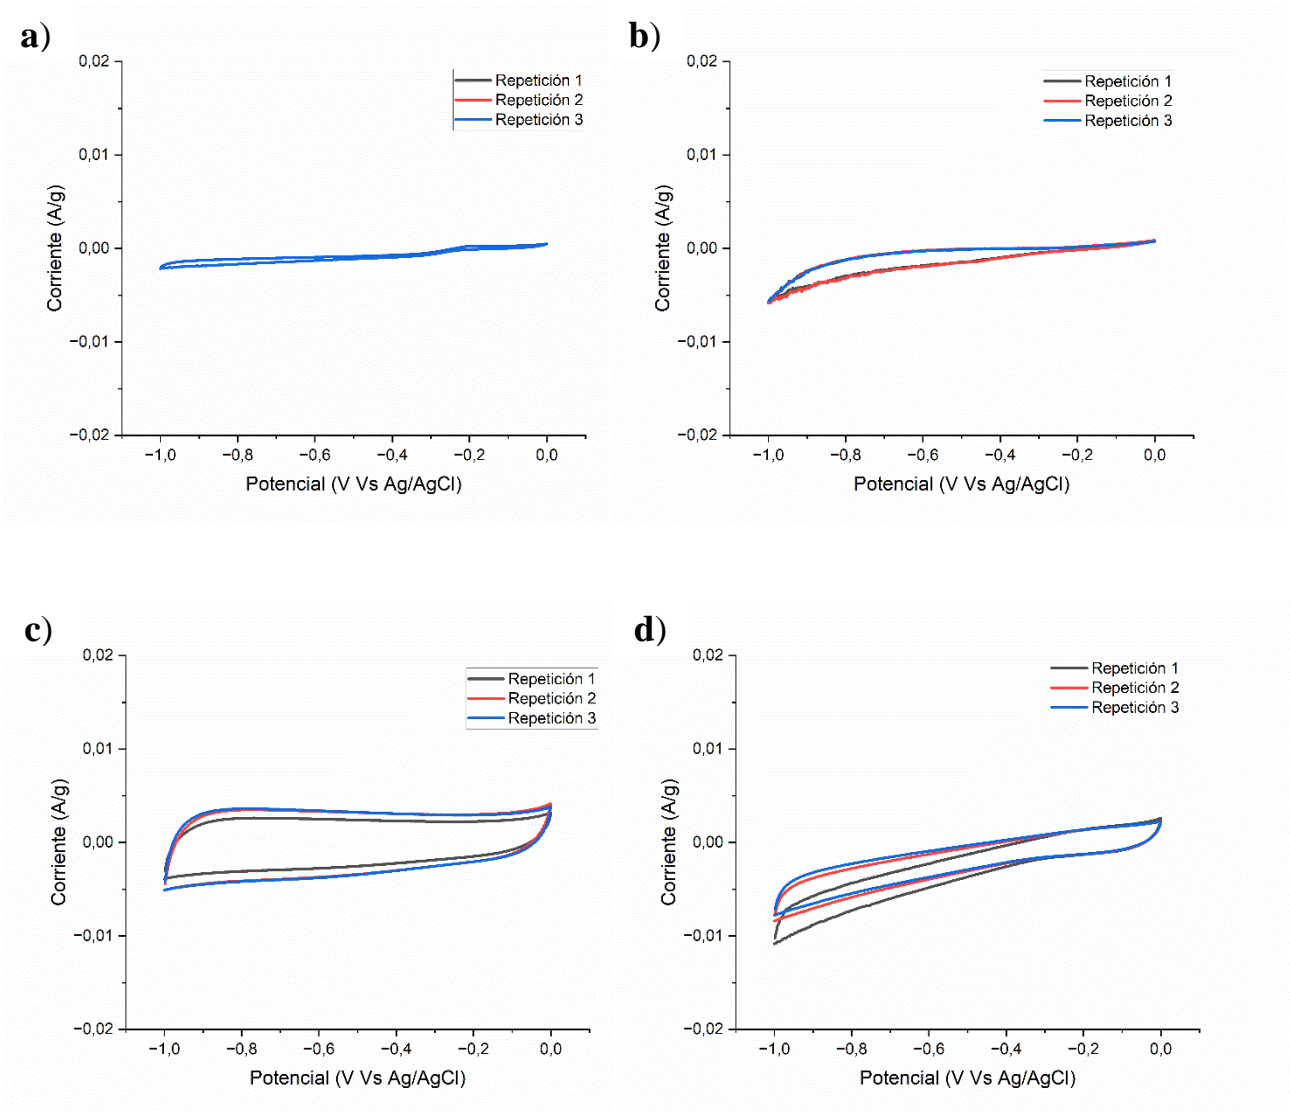 a)
0,02
0,01
0,00
−0,01
−0,02
Corriente (A/g)
Repetición 1
Repetición 2
Repetición 3
−1,0 −0,8 −0,6 −0,4 −0,2 0,0
Potencial (V Vs Ag/AgCl)
b)
0,02
0,01
0,00
−0,01
−0,02
Corriente (A/g)
Repetición 1
Repetición 2
Repetición 3
−1,0 −0,8 −0,6 −0,4 −0,2 0,0
Potencial (V Vs Ag/AgCl)
c)
0,02
0,01
0,00
−0,01
−0,02
Corriente (A/g)
Repetición 1
Repetición 2
Repetición 3
−1,0 −0,8 −0,6 −0,4 −0,2 0,0
Potencial (V Vs Ag/AgCl)
d)
0,02
0,01
0,00
−0,01
−0,02
Corriente (A/g)
Repetición 1
Repetición 2
Repetición 3
−1,0 −0,8 −0,6 −0,4 −0,2 0,0
Potencial (V Vs Ag/AgCl)